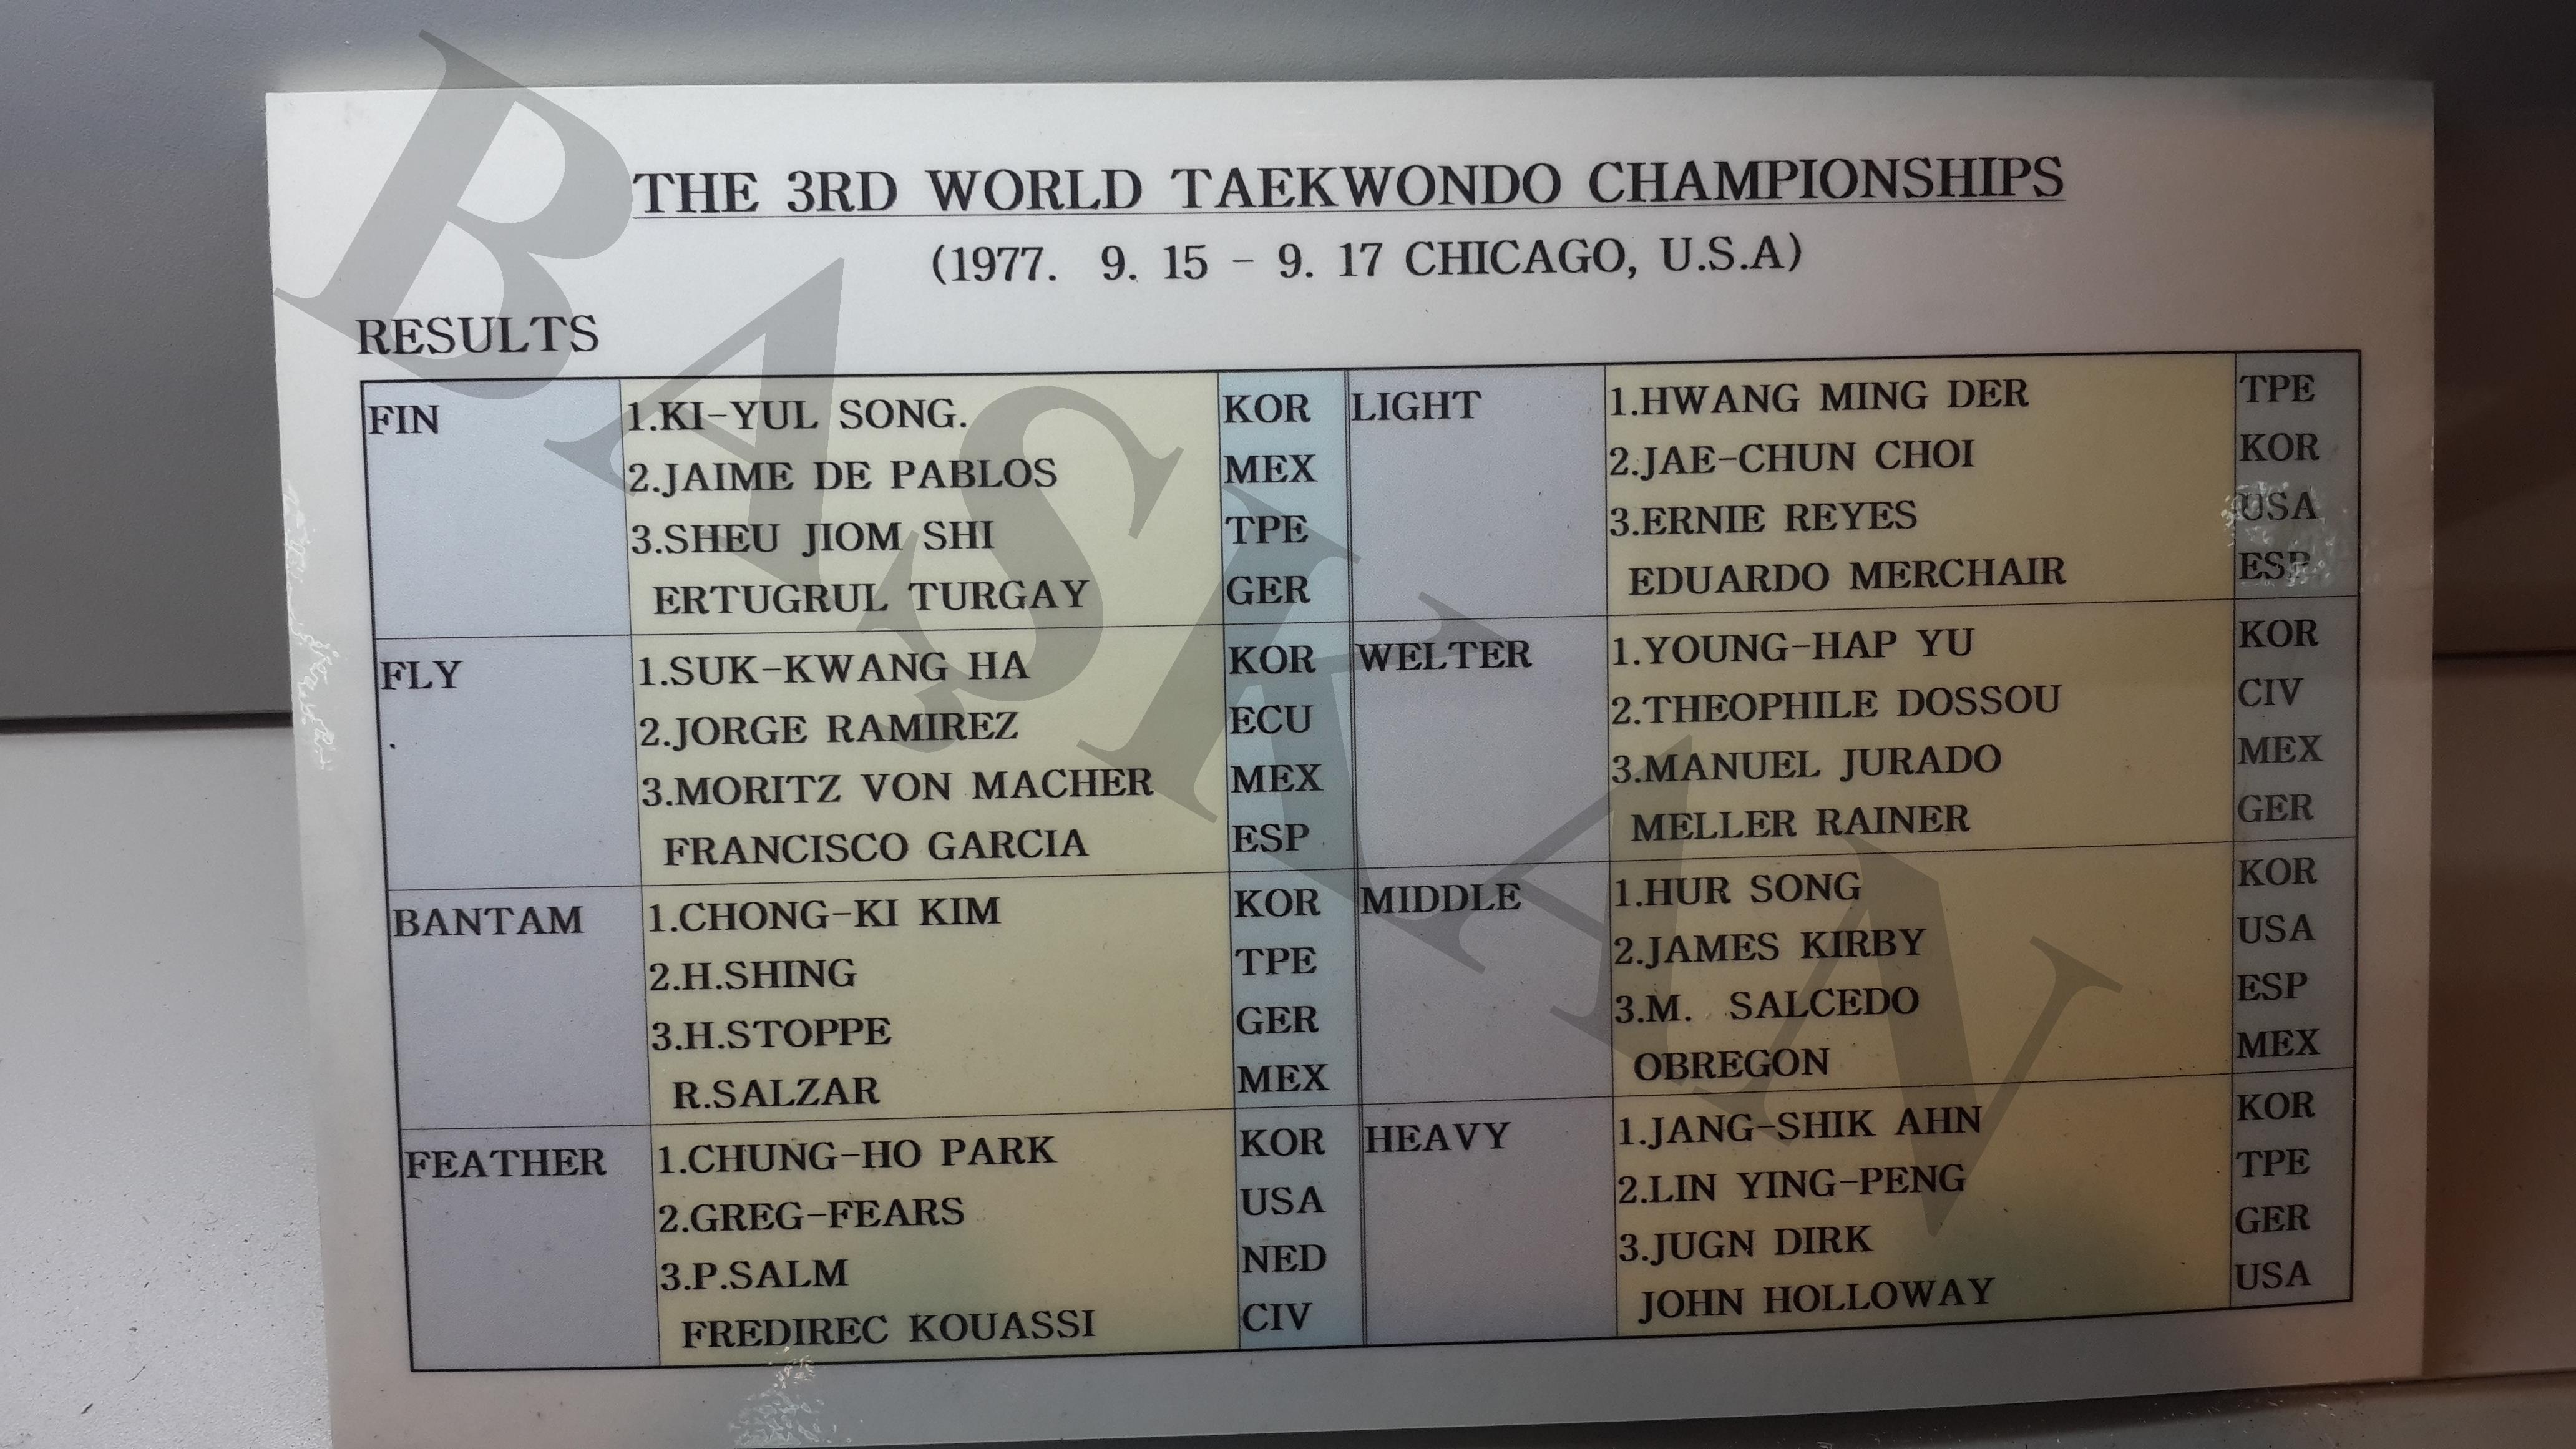 THE 3RD WORLD TAEKWONDO CHAMPIONSHIPS
(1977. 9. 15 - 9. 17 CHICAGO, U.S.A)
RESULTS
FIN
1.KI-YUL SONG. KOR
2.JAIME DE PABLOS MEX
3.SHEU JIOM SHI TPE
ERTUGRUL TURGAY GER
FLY
1.SUK-KWANG HA KOR
2.JORGE RAMIREZ ECU
3.MORITZ VON MACHER MEX
FRANCISCO GARCIA ESP
BANTAM
1.CHONG-KI KIM KOR
2.H.SHING TPE
3.H.STOPPE GER
R.SALZAR MEX
FEATHER
1.CHUNG-HO PARK KOR
2.GREG-FEARS USA
3.P.SALM NED
FREDIREC KOUASSI CIV
LIGHT
1.HWANG MING DER TPE
2.JAE-CHUN CHOI KOR
3.ERNIE REYES USA
EDUARDO MERCHAIR ESP
WELTER
1.YOUNG-HAP YU KOR
2.THEOPHILE DOSSOU CIV
3.MANUEL JURADO MEX
MELLER RAINER GER
MIDDLE
1.HUR SONG KOR
2.JAMES KIRBY USA
3.M. SALCEDO ESP
OBREGON MEX
HEAVY
1.JANG-SHIK AHN KOR
2.LIN YING-PENG TPE
3.JUGN DIRK GER
JOHN HOLLOWAY USA
BASKAN